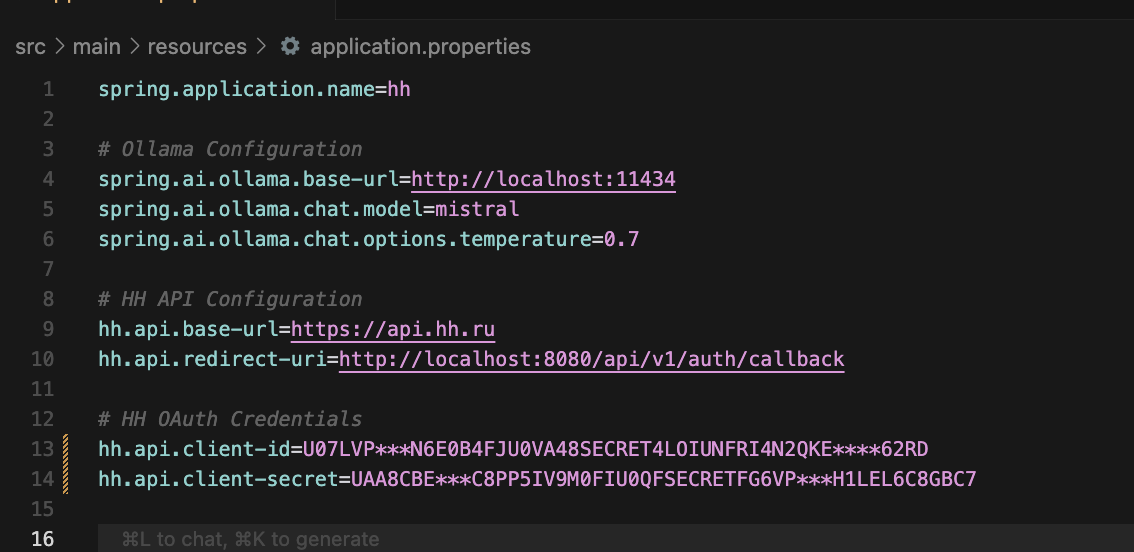 src > main > resources > application.properties
1 spring.application.name=hh
2
3 # Ollama Configuration
4 spring.ai.ollama.base-url=http://localhost:11434
5 spring.ai.ollama.chat.model=mistral
6 spring.ai.ollama.chat.options.temperature=0.7
7
8 # HH API Configuration
9 hh.api.base-url=https://api.hh.ru
10 hh.api.redirect-uri=http://localhost:8080/api/v1/auth/callback
11
12 # HH OAuth Credentials
13 hh.api.client-id=U07LVP***N6E0B4FJU0VA48SECRET4LOIUNFRI4N2QKE****62RD
14 hh.api.client-secret=UAA8CBE***C8PP5IV9M0FIU0QFSECRETFG6VP***H1LEL6C8GBC7
15
16 ⌘L to chat, ⌘K to generate